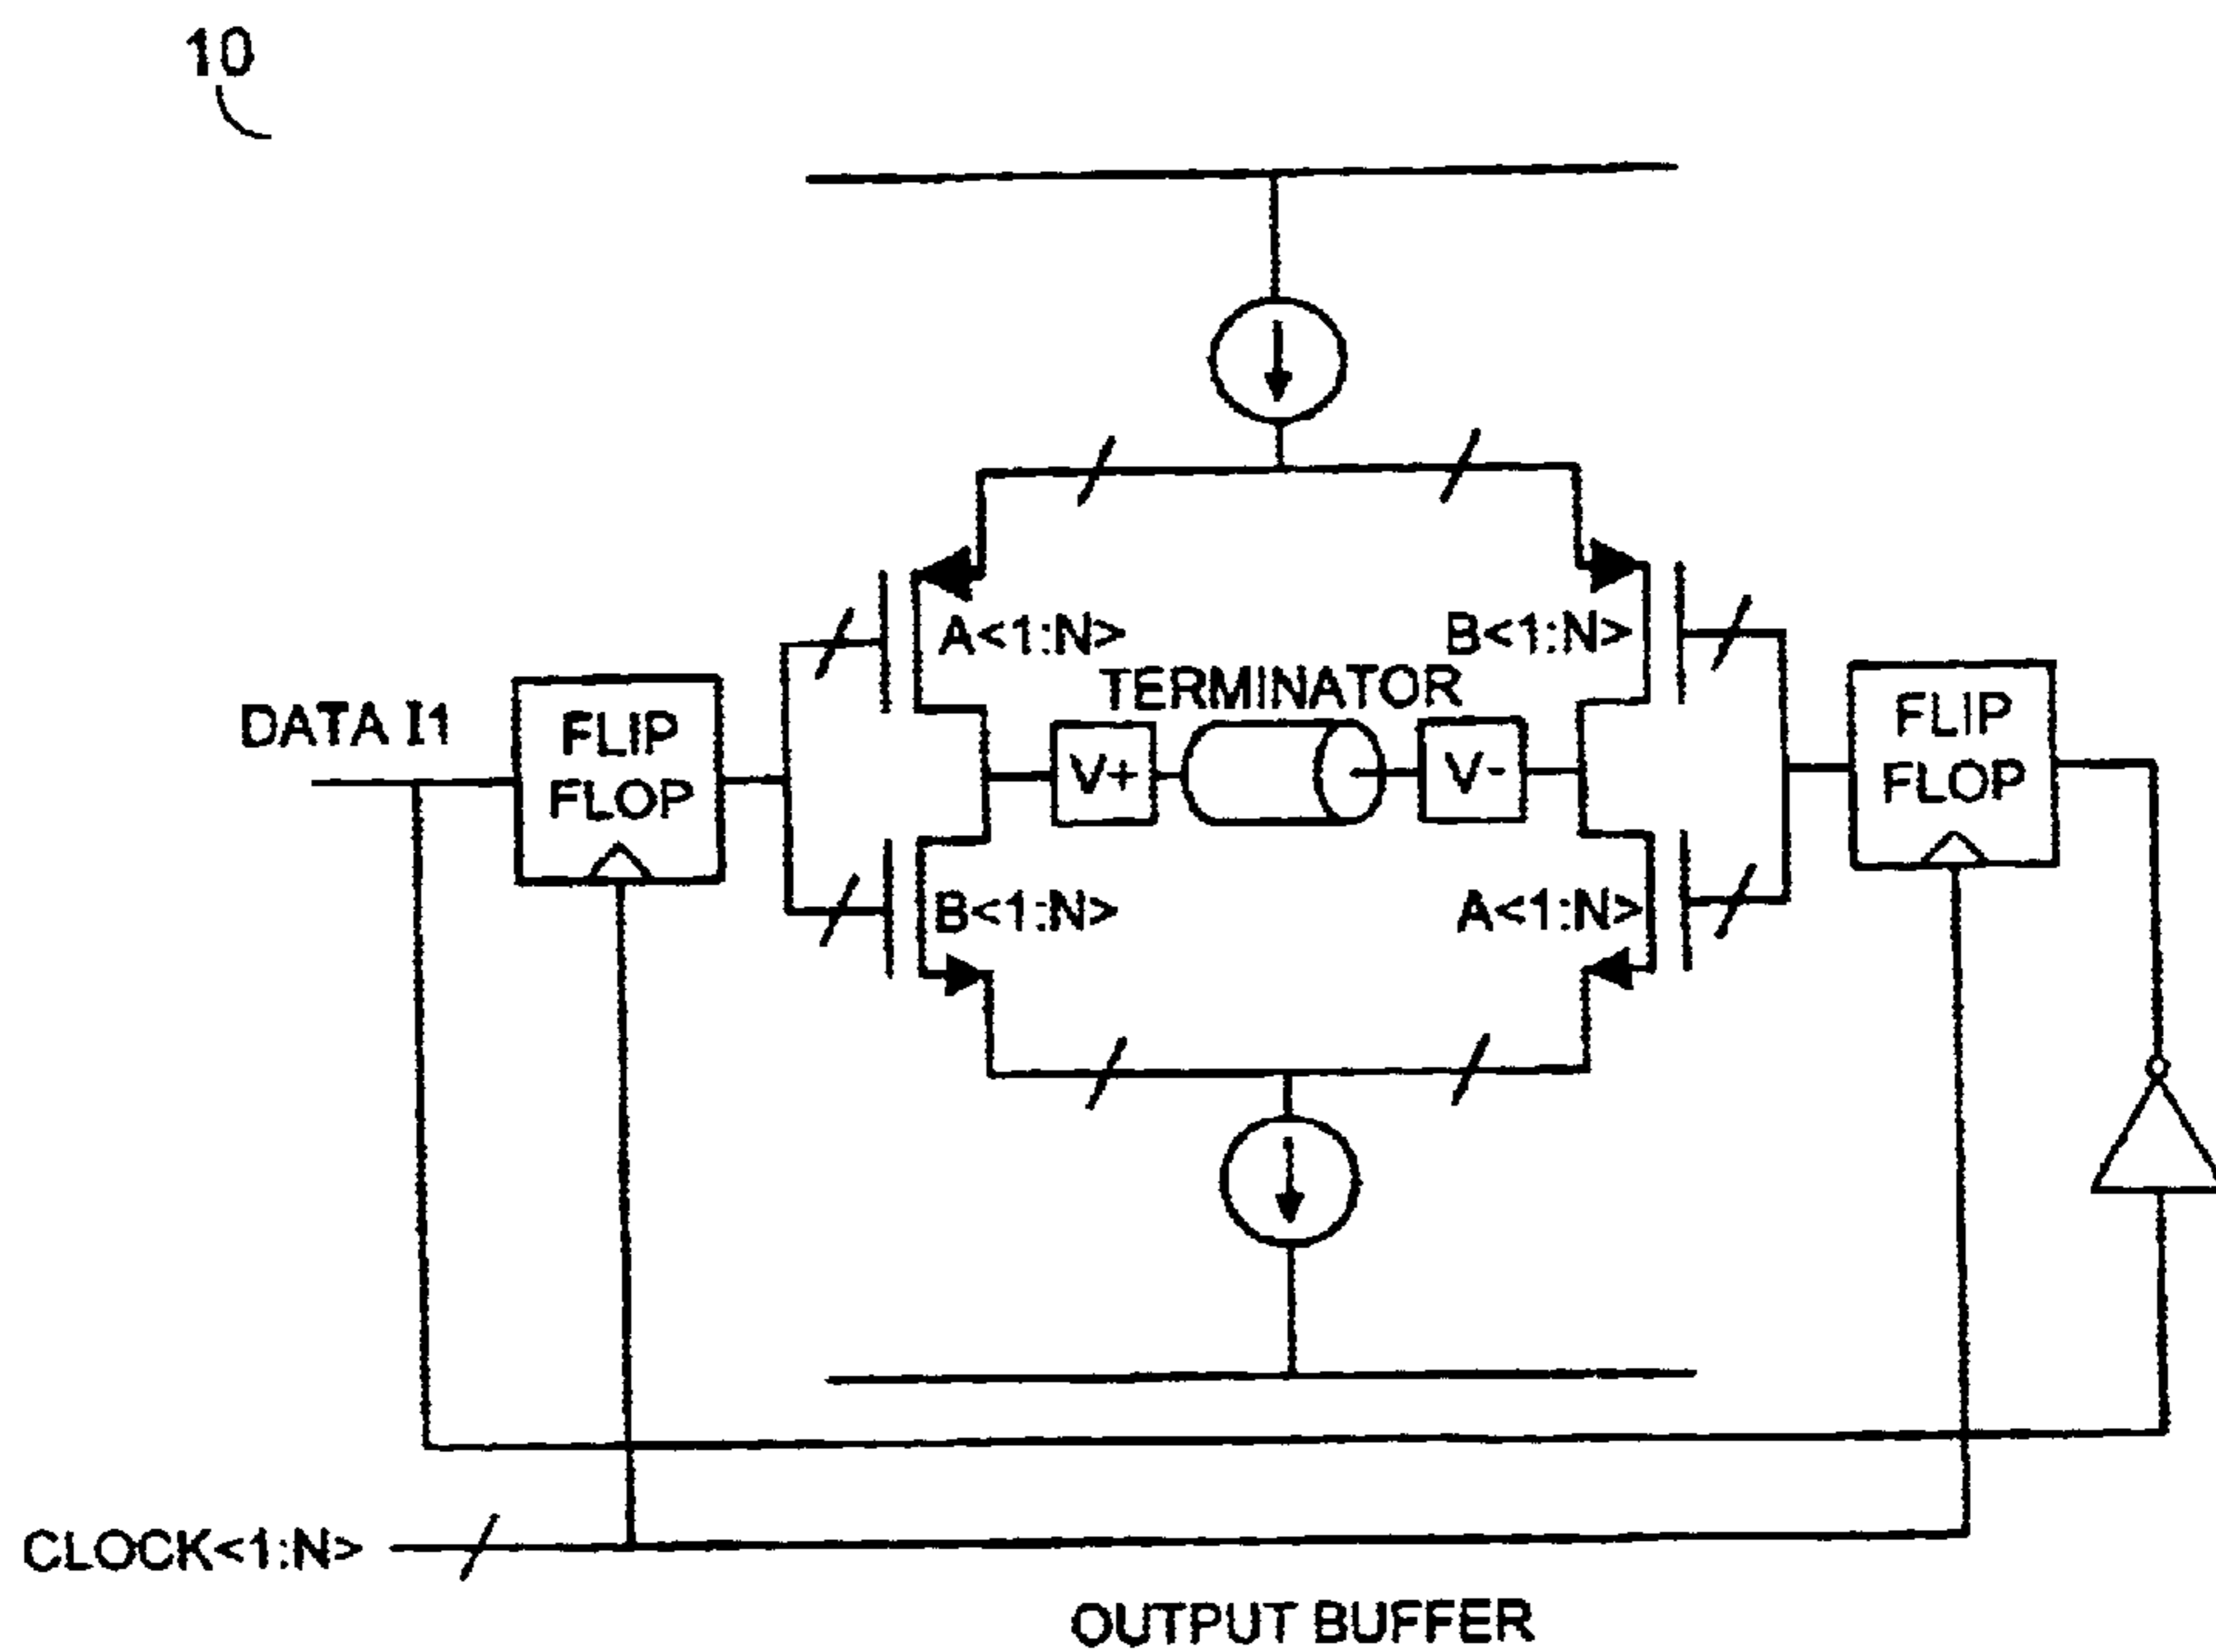 10
A<1:N>
B<1:N>
TERMINATOR
DATA I1
FLIP
FLOP
V+
V-
FLIP
FLOP
B<1:N>
A<1:N>
CLOCK<1:N>
OUTPUT BUFFER